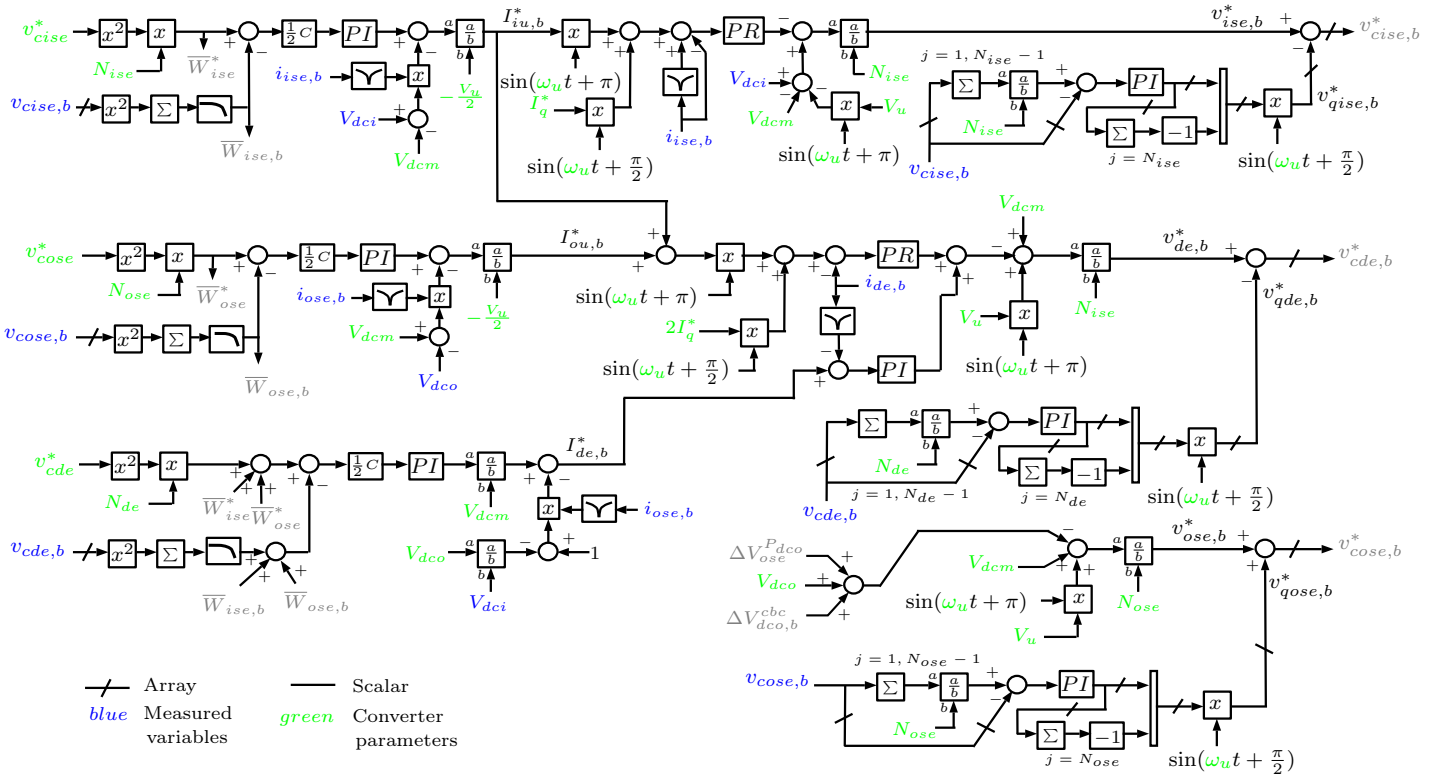 v*cise x² x W̅*ise + − ½C PI + − a a/b b I*iu,b x + + + − PR − + a a/b b v*ise,b + − v*cise,b
Nise
iise,b x −Vu/2
sin(ωut + π)
Vdci Vdcm − − Nise
j = 1, Nise − 1
vcise,b x² Σ
Vdci + −
I*q x
x Vu
Σ a a/b b + − PI
x v*qise,b
Nise
Σ −1
W̅ise,b
Vdcm
sin(ωut + π/2)
iise,b
sin(ωut + π)
vcise,b
j = Nise
sin(ωut + π/2)
v*cose x² x W̅*ose + − ½C PI + − a a/b b I*ou,b + + x + + + − PR + + − + + Vdcm a a/b b v*de,b + − v*cde,b
Nose
iose,b x −Vu/2
sin(ωut + π)
ide,b
Vu x Nise
v*qde,b
vcose,b x² Σ
Vdcm + −
2I*q x
sin(ωut + π/2)
− + PI
sin(ωut + π)
W̅ose,b
Vdco
v*cde x² x + + + + − ½C PI a a/b b + − I*de,b
Nde
W̅*ise W̅*ose
Vdcm
x iose,b
Σ a a/b b + − PI
Nde
j = 1, Nde − 1
Σ −1
j = Nde
x
vcde,b
sin(ωut + π/2)
vcde,b x² Σ + +
Vdco a a/b b − + 1
W̅ise,b W̅ose,b
Vdci
ΔV^Pdco_ose +
Vdco +
ΔV^cbc_dco,b +
− Vdcm + + a a/b b v*ose,b + + v*cose,b
sin(ωut + π) x
Nose
v*qose,b
Vu
j = 1, Nose − 1
vcose,b Σ a a/b b + − PI
Nose
Σ −1
j = Nose
x
sin(ωut + π/2)
Array Scalar
blue Measured variables
green Converter parameters